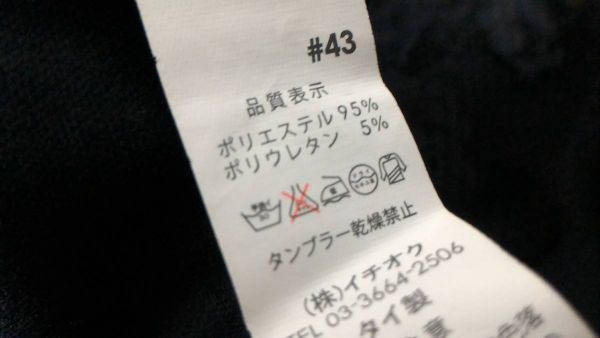 #43
品質表示
ポリエステル 95%
ポリウレタン 5%
タンブラー乾燥禁止
(株)イチオク
TEL 03-3664-2506
タイ製